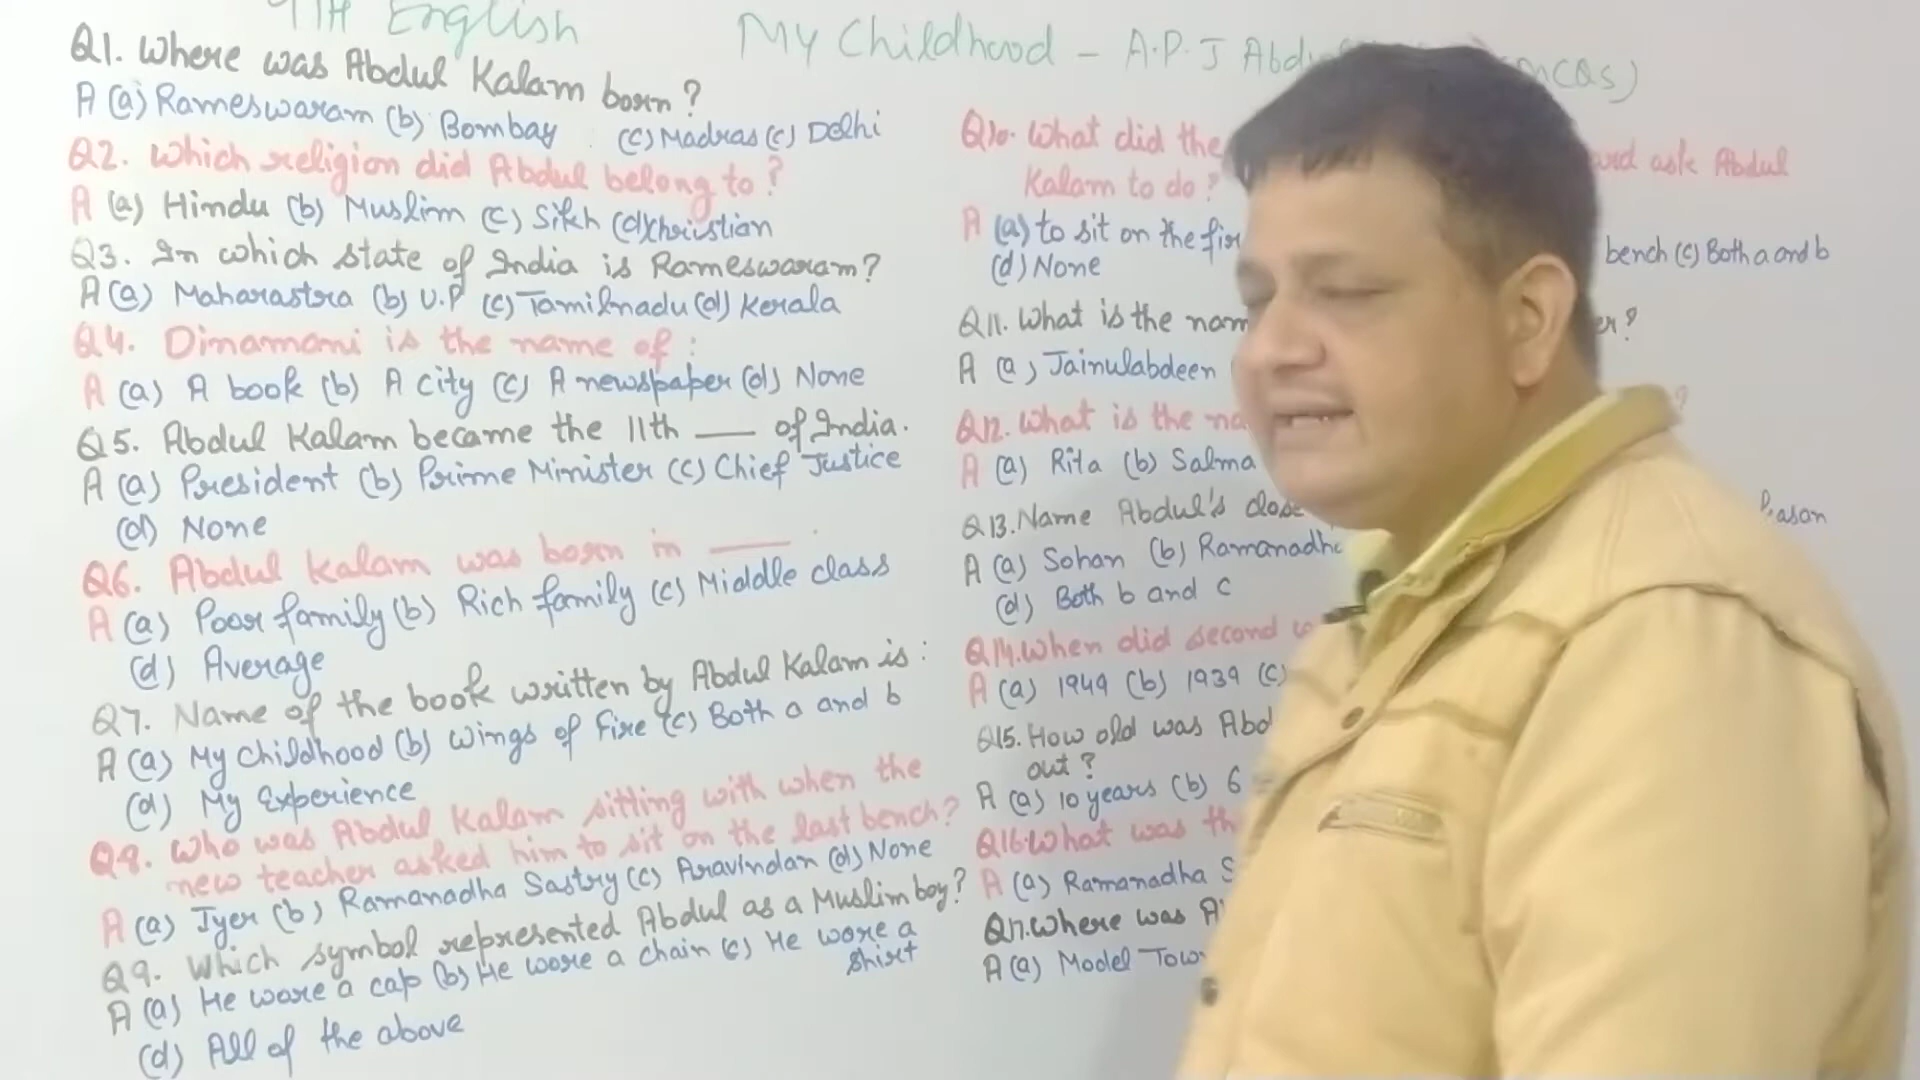 9TH English
My Childhood - A.P.J Abdu MCQs)
Q1. Where was Abdul Kalam born?
A (a) Rameswaram (b) Bombay (c) Madras (c) Delhi
Q2. Which religion did Abdul belong to?
A (a) Hindu (b) Muslim (c) Sikh (d) Christian
Q3. In which state of India is Rameswaram?
A (a) Maharastra (b) U.P (c) Tamilnadu (d) Kerala
Q4. Dinamani is the name of:
A (a) A book (b) A city (c) A newspaper (d) None
Q5. Abdul Kalam became the 11th ___ of India.
A (a) President (b) Prime Minister (c) Chief Justice
(d) None
Q6. Abdul Kalam was born in ___.
A (a) Poor family (b) Rich family (c) Middle class
(d) Average
Q7. Name of the book written by Abdul Kalam is:
A (a) My Childhood (b) Wings of Fire (c) Both a and b
(d) My Experience
Q8. Who was Abdul Kalam sitting with when the
new teacher asked him to sit on the last bench?
A (a) Iyer (b) Ramanadha Sastry (c) Aravindan (d) None
Q9. Which symbol represented Abdul as a Muslim boy?
A (a) He wore a cap (b) He wore a chain (c) He wore a
shirt
(d) All of the above
Q10. What did the ask Abdul
Kalam to do?
A (a) to sit on the bench (c) Both a and b
(d) None
Q11. What is the nam
A (a) Jainulabdeen
Q12. What is the na ?
A (a) Rita (b) Salma
Q13. Name Abdul's close
A (a) Sohan (b) Ramanadh
(d) Both b and c
Q14. When did second w
A (a) 1949 (b) 1939 (c)
Q15. How old was Abd
out?
A (a) 10 years (b) 6
Q16. What was th
A (a) Ramanadha S
Q17. Where was A
A (a) Model Tow